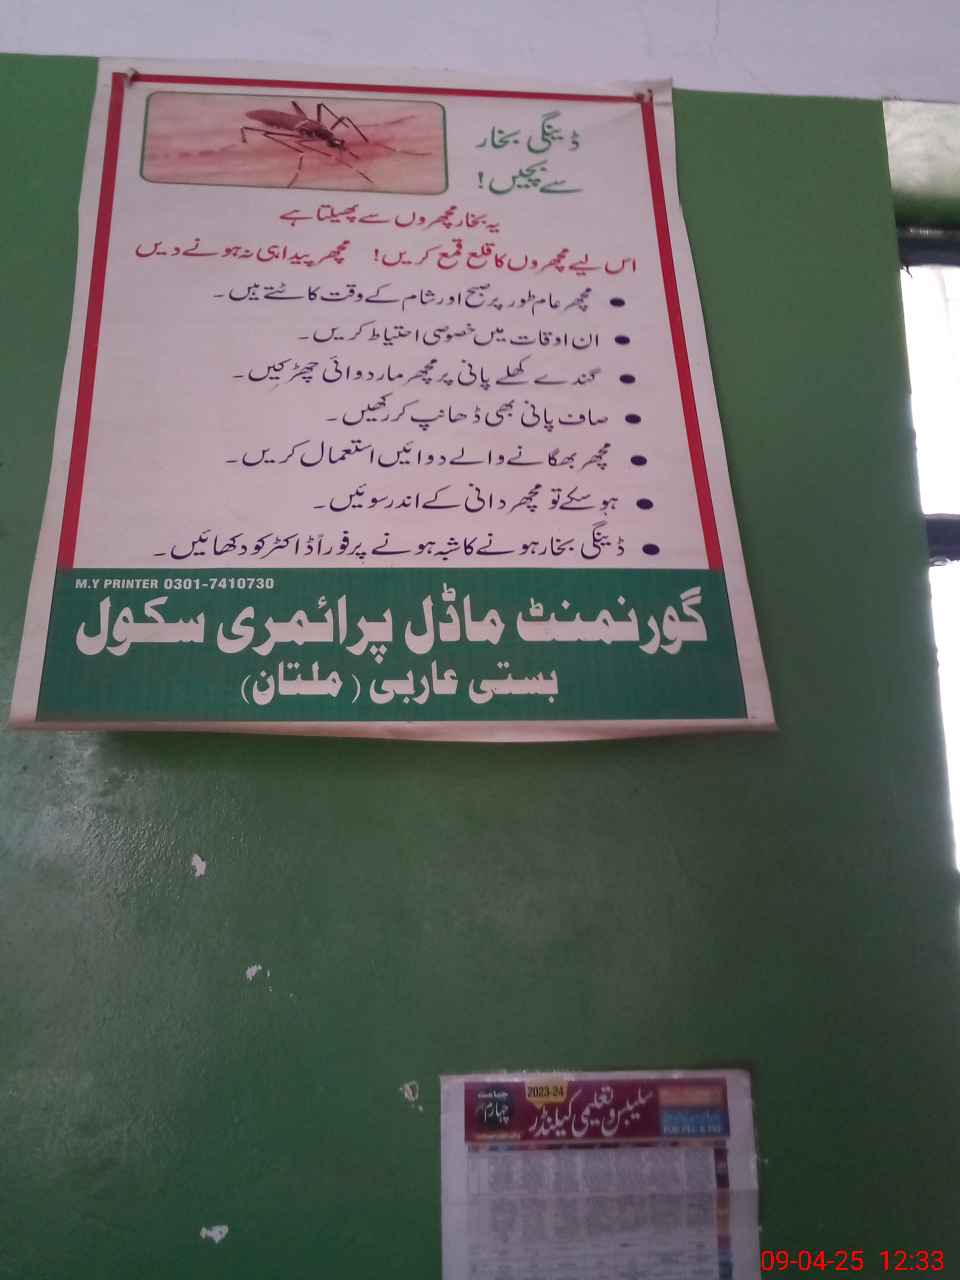 ڈینگی بخار
سے بچیں!
یہ بخار مچھروں سے پھیلتا ہے
اس لیے مچھروں کا قلع قمع کریں! مچھر پیدا ہی نہ ہونے دیں
● مچھر عام طور پر صبح اور شام کے وقت کاٹتے ہیں۔
● ان اوقات میں خصوصی احتیاط کریں۔
● گندے کھلے پانی پر مچھر مار دوائی چھڑکیں۔
● صاف پانی بھی ڈھانپ کر رکھیں۔
● مچھر بھگانے والے دوائیں استعمال کریں۔
● ہو سکے تو مچھر دانی کے اندر سوئیں۔
● ڈینگی بخار ہونے کا شبہ ہونے پر فوراً ڈاکٹر کو دکھائیں۔
M.Y PRINTER 0301-7410730
گورنمنٹ ماڈل پرائمری سکول
بستی عاربی (ملتان)
سلیبس و تعلیمی کیلنڈر
2023-24
جماعت
چہارم
09-04-25 12:33